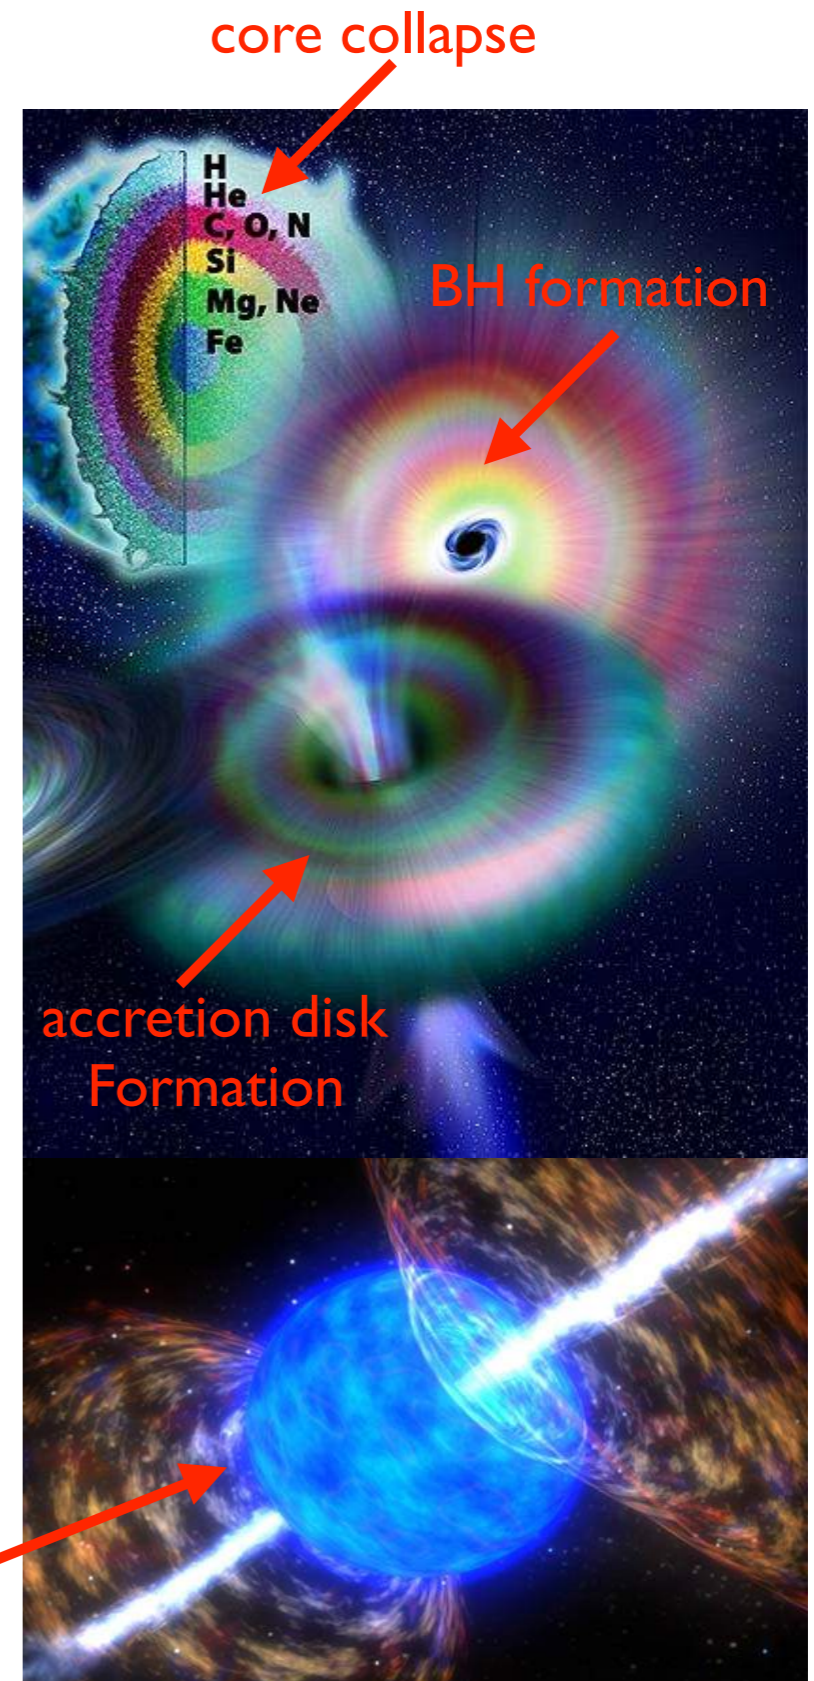 core collapse
H
He
C, O, N
Si
Mg, Ne
Fe
BH formation
accretion disk
Formation